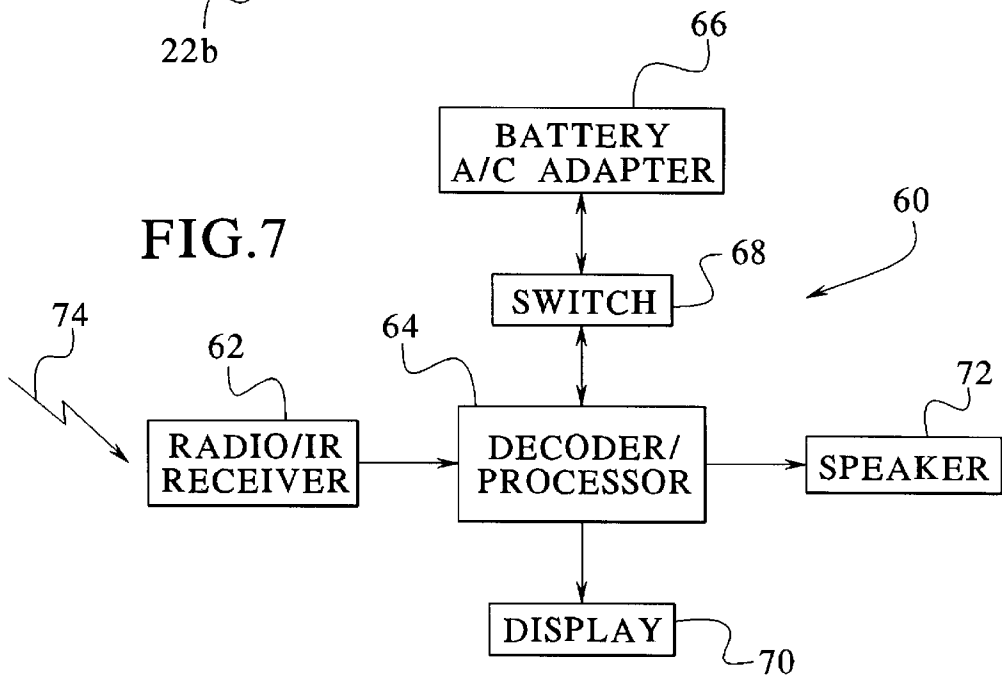 22b
66
BATTERY
A/C ADAPTER
FIG.7
60
68
SWITCH
74
62
64
72
RADIO/IR
RECEIVER
DECODER/
PROCESSOR
SPEAKER
DISPLAY
70